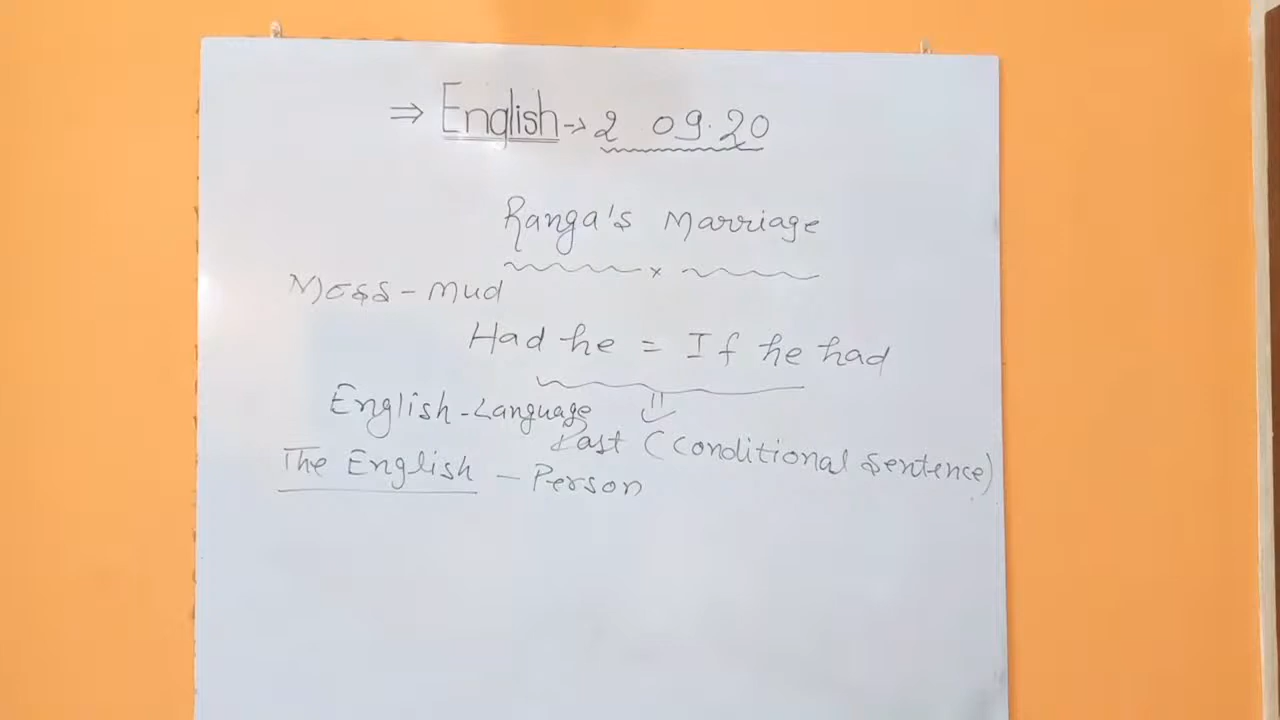 ⇒ English → 2 09.20
Ranga's Marriage
Moss - Mud
Had he = If he had
English - Language
Past (Conditional Sentence)
The English - Person